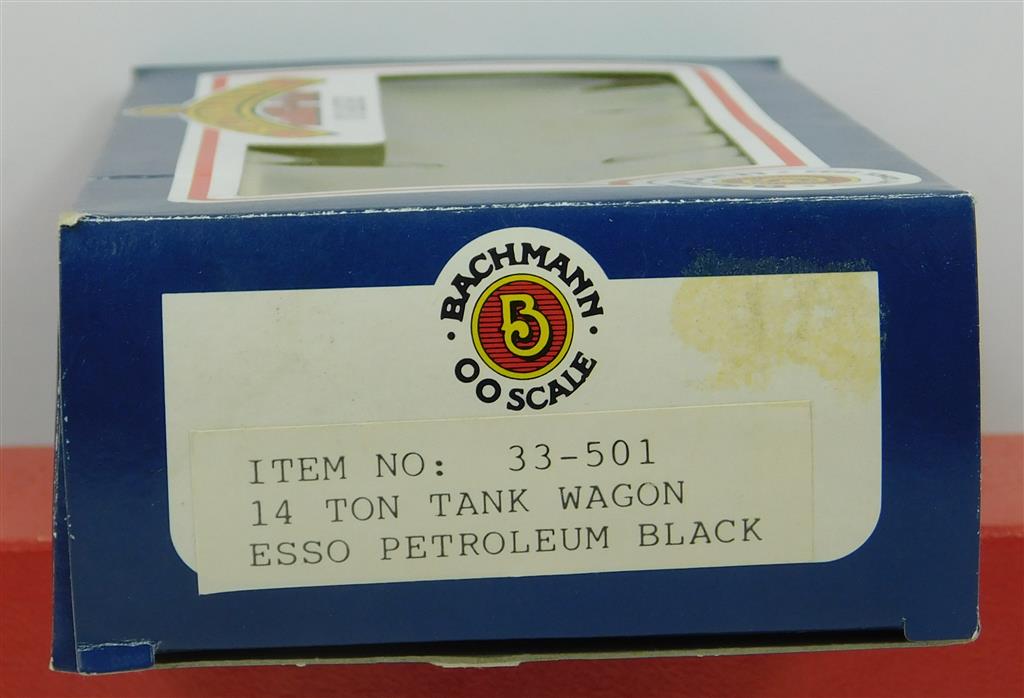 BACHMANN
B
OO SCALE
ITEM NO: 33-501
14 TON TANK WAGON
ESSO PETROLEUM BLACK